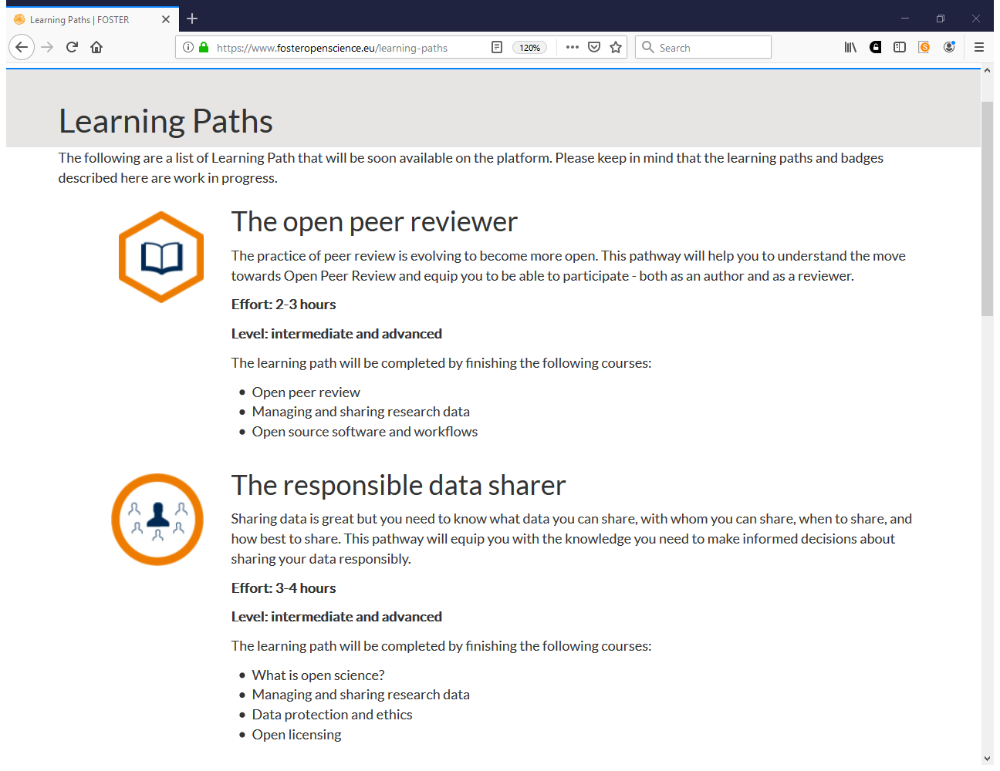 Learning Paths | FOSTER
https://www.fosteropenscience.eu/learning-paths
120%
Search
Learning Paths
The following are a list of Learning Path that will be soon available on the platform. Please keep in mind that the learning paths and badges
described here are work in progress.
The open peer reviewer
The practice of peer review is evolving to become more open. This pathway will help you to understand the move
towards Open Peer Review and equip you to be able to participate - both as an author and as a reviewer.
Effort: 2-3 hours
Level: intermediate and advanced
The learning path will be completed by finishing the following courses:
• Open peer review
• Managing and sharing research data
• Open source software and workflows
The responsible data sharer
Sharing data is great but you need to know what data you can share, with whom you can share, when to share, and
how best to share. This pathway will equip you with the knowledge you need to make informed decisions about
sharing your data responsibly.
Effort: 3-4 hours
Level: intermediate and advanced
The learning path will be completed by finishing the following courses:
• What is open science?
• Managing and sharing research data
• Data protection and ethics
• Open licensing